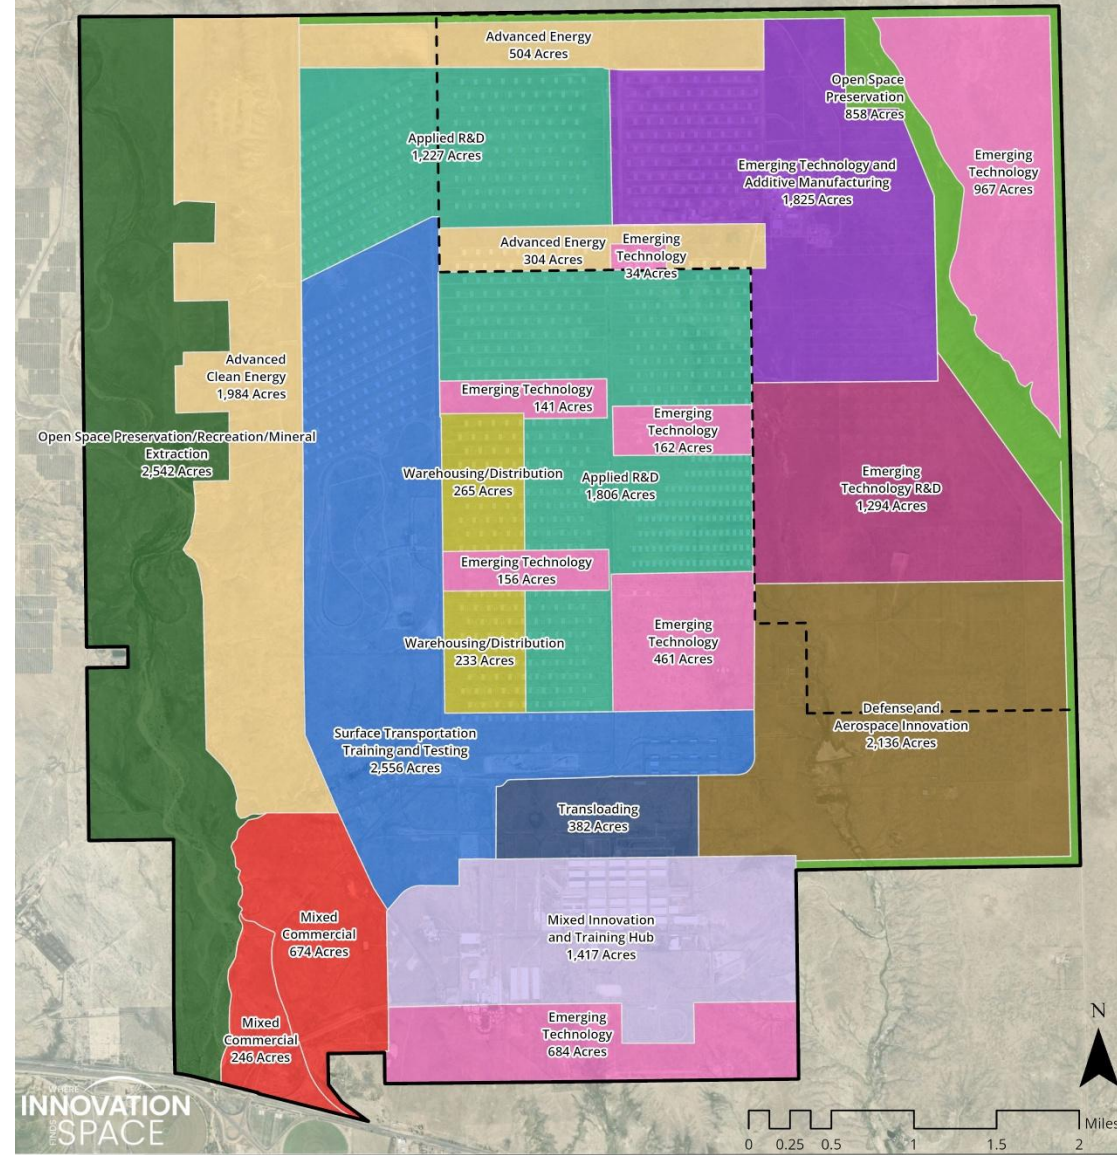 Advanced Energy
504 Acres
Open Space
Preservation
858 Acres
Applied R&D
1,227 Acres
Emerging Technology and
Additive Manufacturing
1,825 Acres
Emerging
Technology
967 Acres
Advanced Energy
304 Acres
Emerging
Technology
34 Acres
Advanced
Clean Energy
1,984 Acres
Emerging Technology
141 Acres
Emerging
Technology
162 Acres
Open Space Preservation/Recreation/Mineral
Extraction
2,542 Acres
Warehousing/Distribution
265 Acres
Applied R&D
1,806 Acres
Emerging
Technology R&D
1,294 Acres
Emerging Technology
156 Acres
Warehousing/Distribution
233 Acres
Emerging
Technology
461 Acres
Surface Transportation
Training and Testing
2,556 Acres
Defense and
Aerospace Innovation
2,136 Acres
Transloading
382 Acres
Mixed
Commercial
674 Acres
Mixed Innovation
and Training Hub
1,417 Acres
Mixed
Commercial
246 Acres
Emerging
Technology
684 Acres
N
WHERE
INNOVATION
FINDS SPACE
Miles
0 0.25 0.5 1 1.5 2